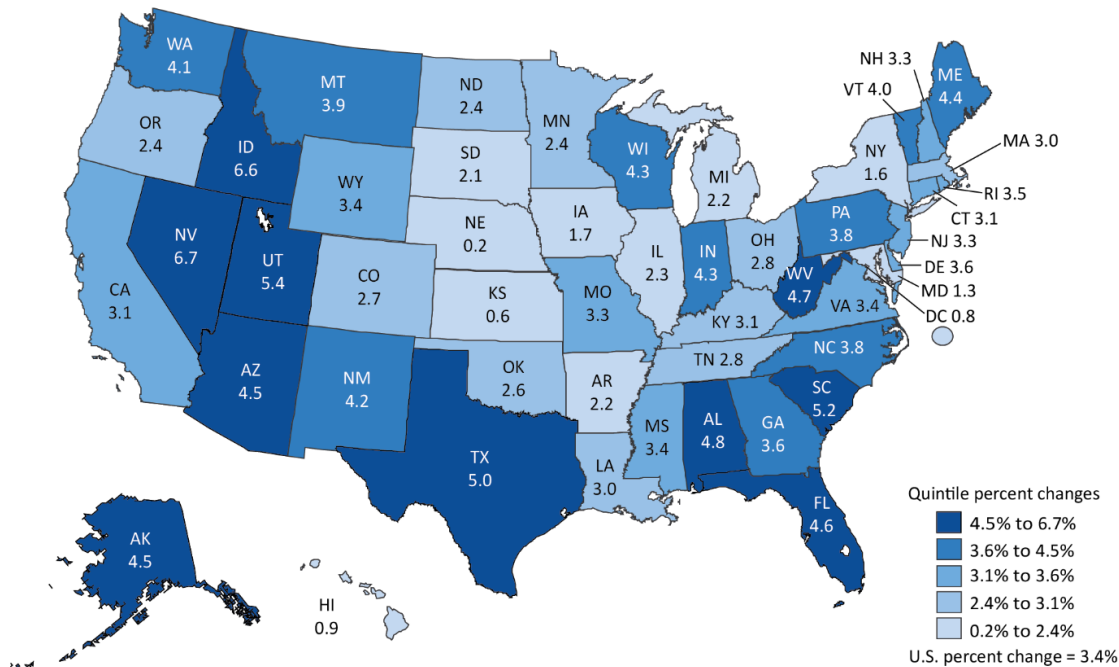 WA
4.1
MT
3.9
ND
2.4
MN
2.4
OR
2.4
ID
6.6
SD
2.1
WI
4.3
MI
2.2
NY
1.6
NH 3.3
VT 4.0
ME
4.4
MA 3.0
RI 3.5
CT 3.1
NJ 3.3
DE 3.6
MD 1.3
DC 0.8
WY
3.4
NE
0.2
IA
1.7
PA
3.8
NV
6.7
UT
5.4
CO
2.7
IL
2.3
IN
4.3
OH
2.8
WV
4.7
CA
3.1
KS
0.6
MO
3.3
KY 3.1
VA 3.4
AZ
4.5
NM
4.2
OK
2.6
AR
2.2
TN 2.8
NC 3.8
SC
5.2
MS
3.4
AL
4.8
GA
3.6
TX
5.0
LA
3.0
FL
4.6
AK
4.5
HI
0.9
Quintile percent changes
4.5% to 6.7%
3.6% to 4.5%
3.1% to 3.6%
2.4% to 3.1%
0.2% to 2.4%
U.S. percent change = 3.4%